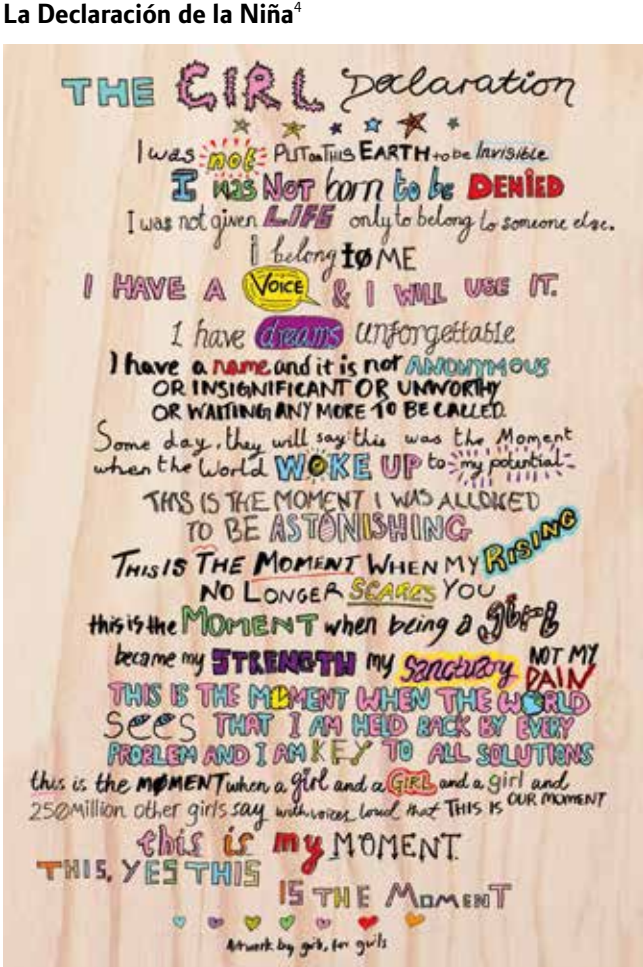 La Declaración de la Niña⁴
THE GIRL Declaration
I was not PUT on THIS EARTH to be Invisible
I was NOT born to be DENIED
I was not given LIFE only to belong to someone else.
I belong to ME
I HAVE A VOICE & I WILL USE IT.
I have dreams unforgettable
I have a name and it is not ANONYMOUS
OR INSIGNIFICANT OR UNWORTHY
OR WAITING ANY MORE TO BE CALLED.
Some day, they will say this was the Moment
when the World WOKE UP to my potential
THIS IS THE MOMENT I WAS ALLOWED
TO BE ASTONISHING
THIS IS THE MOMENT WHEN MY RISING
NO LONGER SCARES YOU
this is the MOMENT when being a girl
became my STRENGTH my Sanctuary NOT MY PAIN
THIS IS THE MOMENT WHEN THE WORLD
SEES THAT I AM HELD BACK BY EVERY
PROBLEM AND I AM KEY TO ALL SOLUTIONS
this is the MOMENT when a girl and a GIRL and a girl and
250Million other girls say with voices loud that THIS IS OUR MOMENT
this is my MOMENT.
THIS, YES THIS
IS THE MOMENT
Artwork by girls, for girls